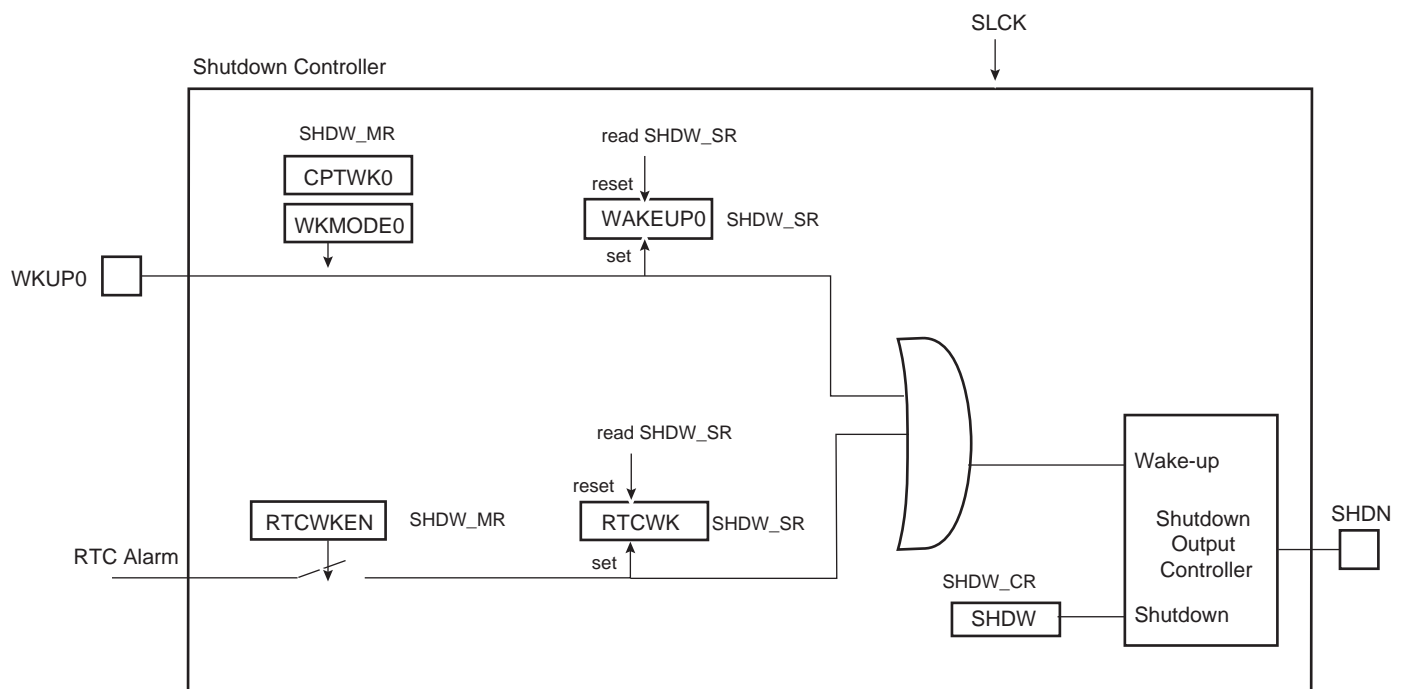 SLCK
Shutdown Controller
SHDW_MR
read SHDW_SR
CPTWK0
reset
WAKEUP0
SHDW_SR
WKMODE0
set
WKUP0
read SHDW_SR
Wake-up
reset
RTCWKEN
SHDW_MR
RTCWK
SHDW_SR
Shutdown
Output
Controller
SHDN
RTC Alarm
set
SHDW_CR
SHDW
Shutdown